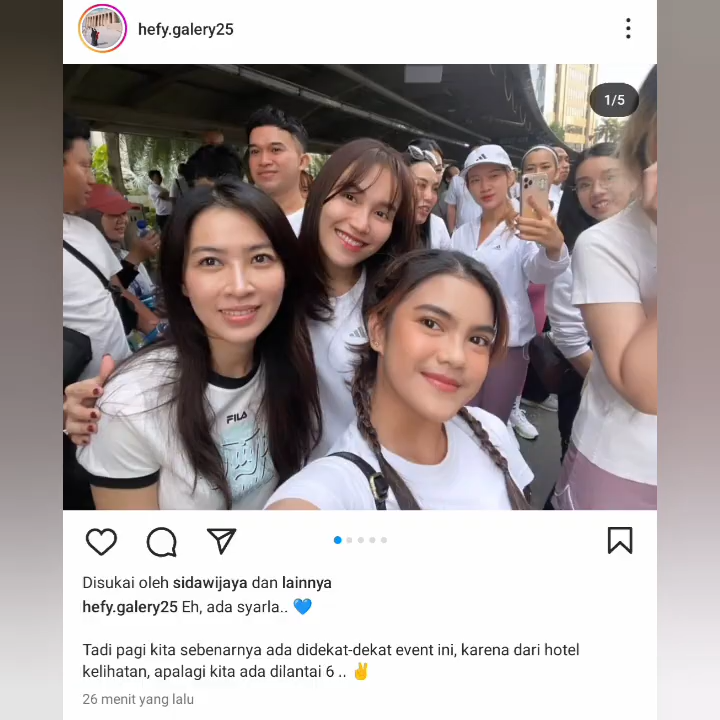 hefy.galery25
1/5
FILA
Disukai oleh sidawijaya dan lainnya
hefy.galery25 Eh, ada syarla.. 💙
Tadi pagi kita sebenarnya ada didekat-dekat event ini, karena dari hotel
kelihatan, apalagi kita ada dilantai 6 .. ✌️
26 menit yang lalu